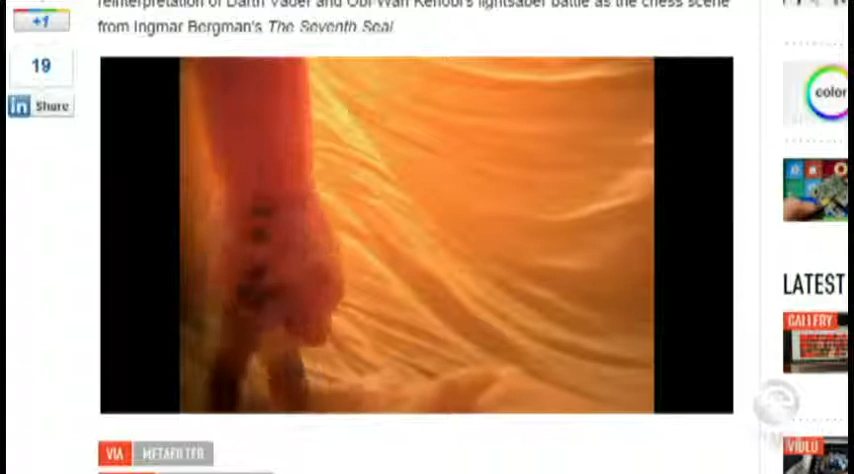 reinterpretation of Darth Vader and Obi-Wan Kenobi's lightsaber battle as the chess scene
+1
from Ingmar Bergman's The Seventh Seal
19
in Share
color
LATEST
GALLERY
VIA METAFILTER
VIDEO